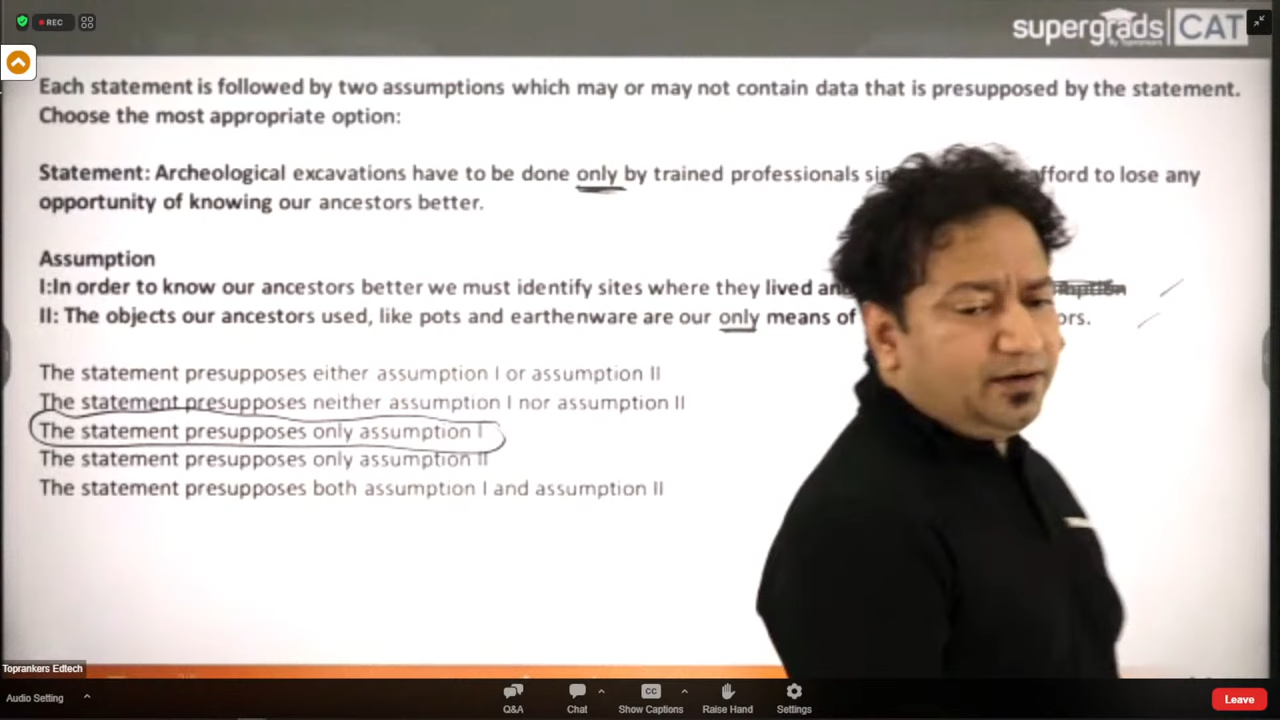 REC
supergrads CAT
By Toprankers
Each statement is followed by two assumptions which may or may not contain data that is presupposed by the statement.
Choose the most appropriate option:
Statement: Archeological excavations have to be done only by trained professionals afford to lose any
opportunity of knowing our ancestors better.
Assumption
I:In order to know our ancestors better we must identify sites where they lived
II: The objects our ancestors used, like pots and earthenware are our only means of
The statement presupposes either assumption I or assumption II
The statement presupposes neither assumption I nor assumption II
The statement presupposes only assumption I
The statement presupposes only assumption II
The statement presupposes both assumption I and assumption II
Toprankers Edtech
Audio Setting
Q&A
Chat
CC
Show Captions
Raise Hand
Settings
Leave